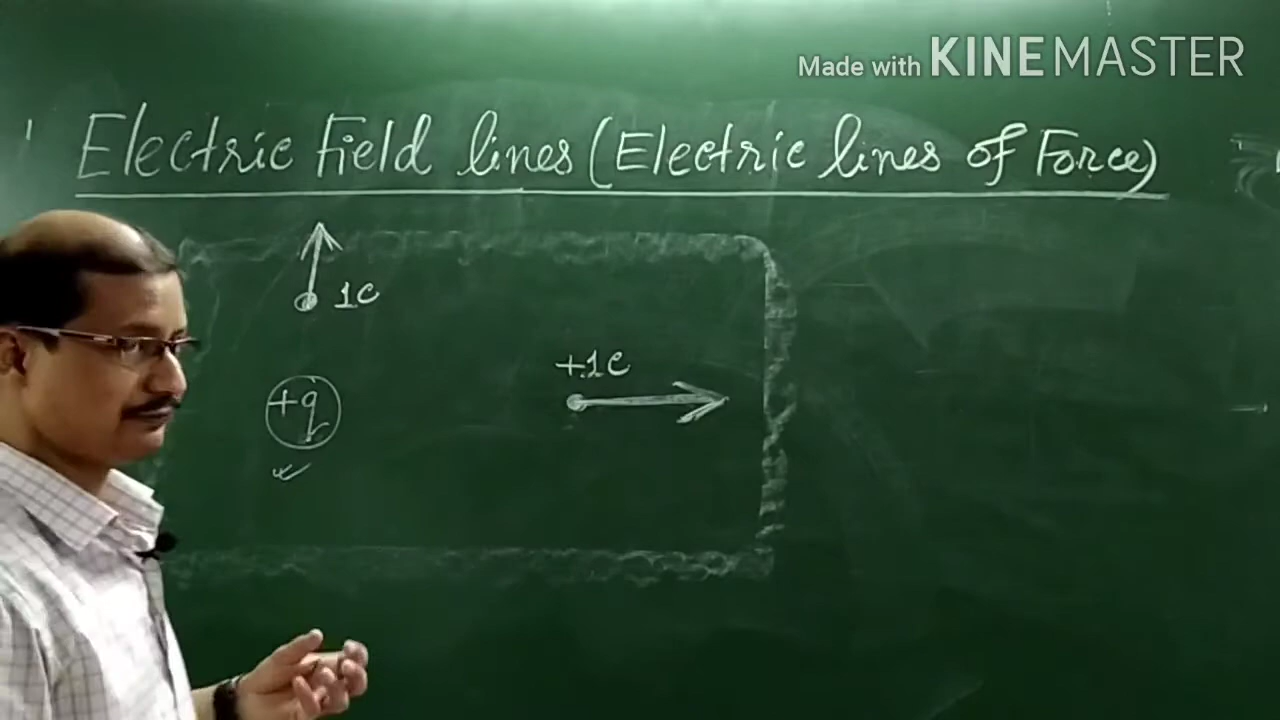 Made with KINEMASTER
Electric Field lines (Electric lines of Force)
1C
+1C
+q